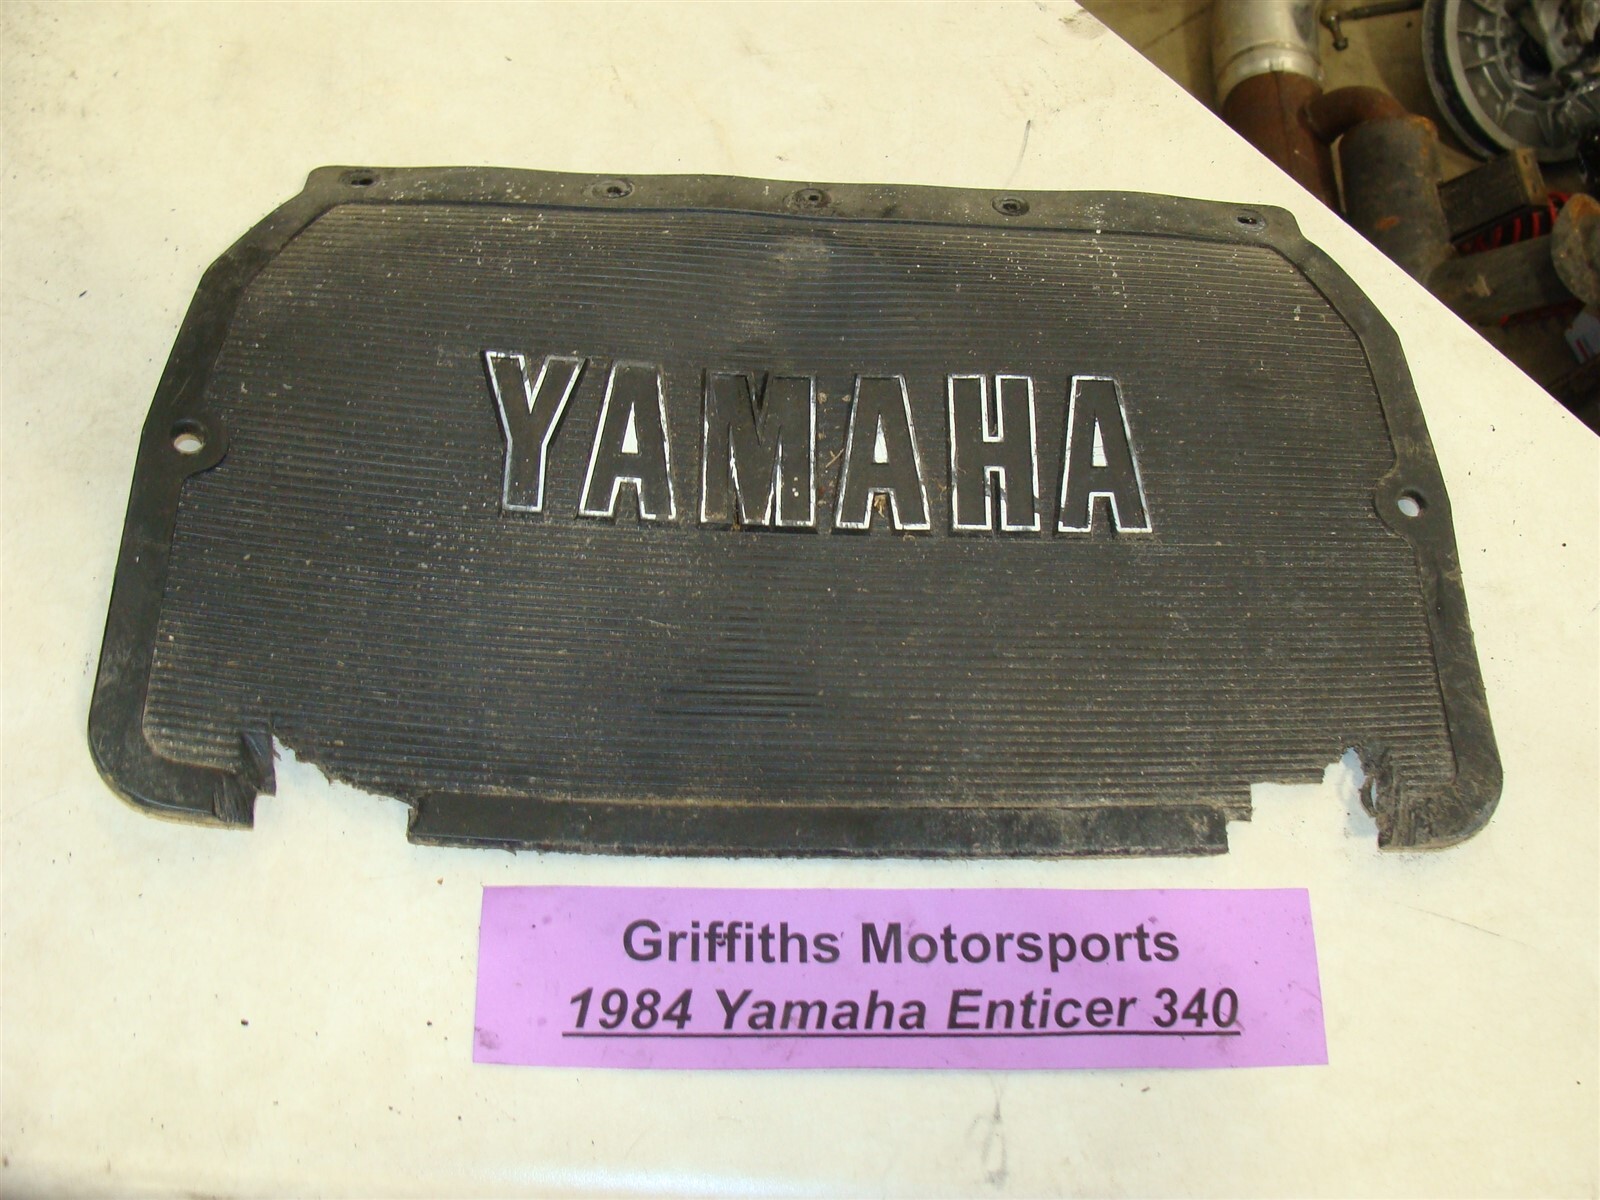 YAMAHA
Griffiths Motorsports
1984 Yamaha Enticer 340